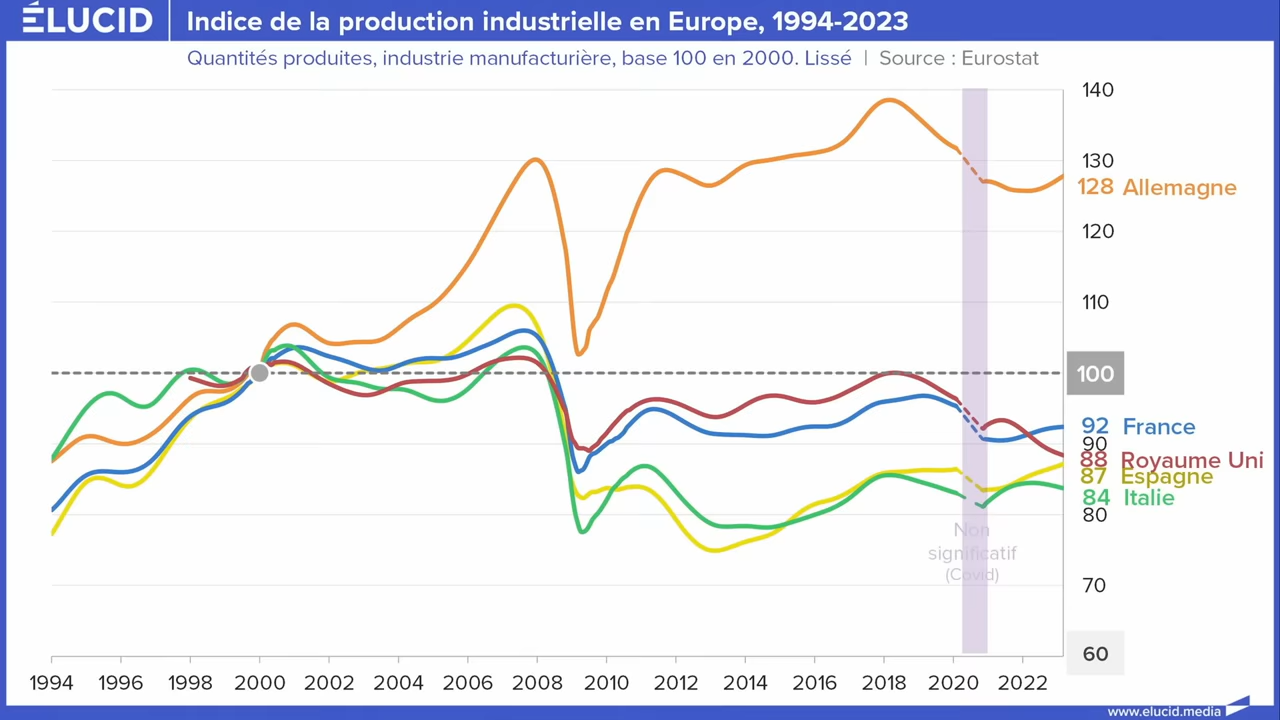 ÉLUCID
Indice de la production industrielle en Europe, 1994-2023
Quantités produites, industrie manufacturière, base 100 en 2000. Lissé | Source : Eurostat
140
130
128 Allemagne
120
110
100
92 France
90
88 Royaume Uni
87 Espagne
84 Italie
80
Non
significatif
(Covid)
70
60
1994 1996 1998 2000 2002 2004 2006 2008 2010 2012 2014 2016 2018 2020 2022
www.elucid.media